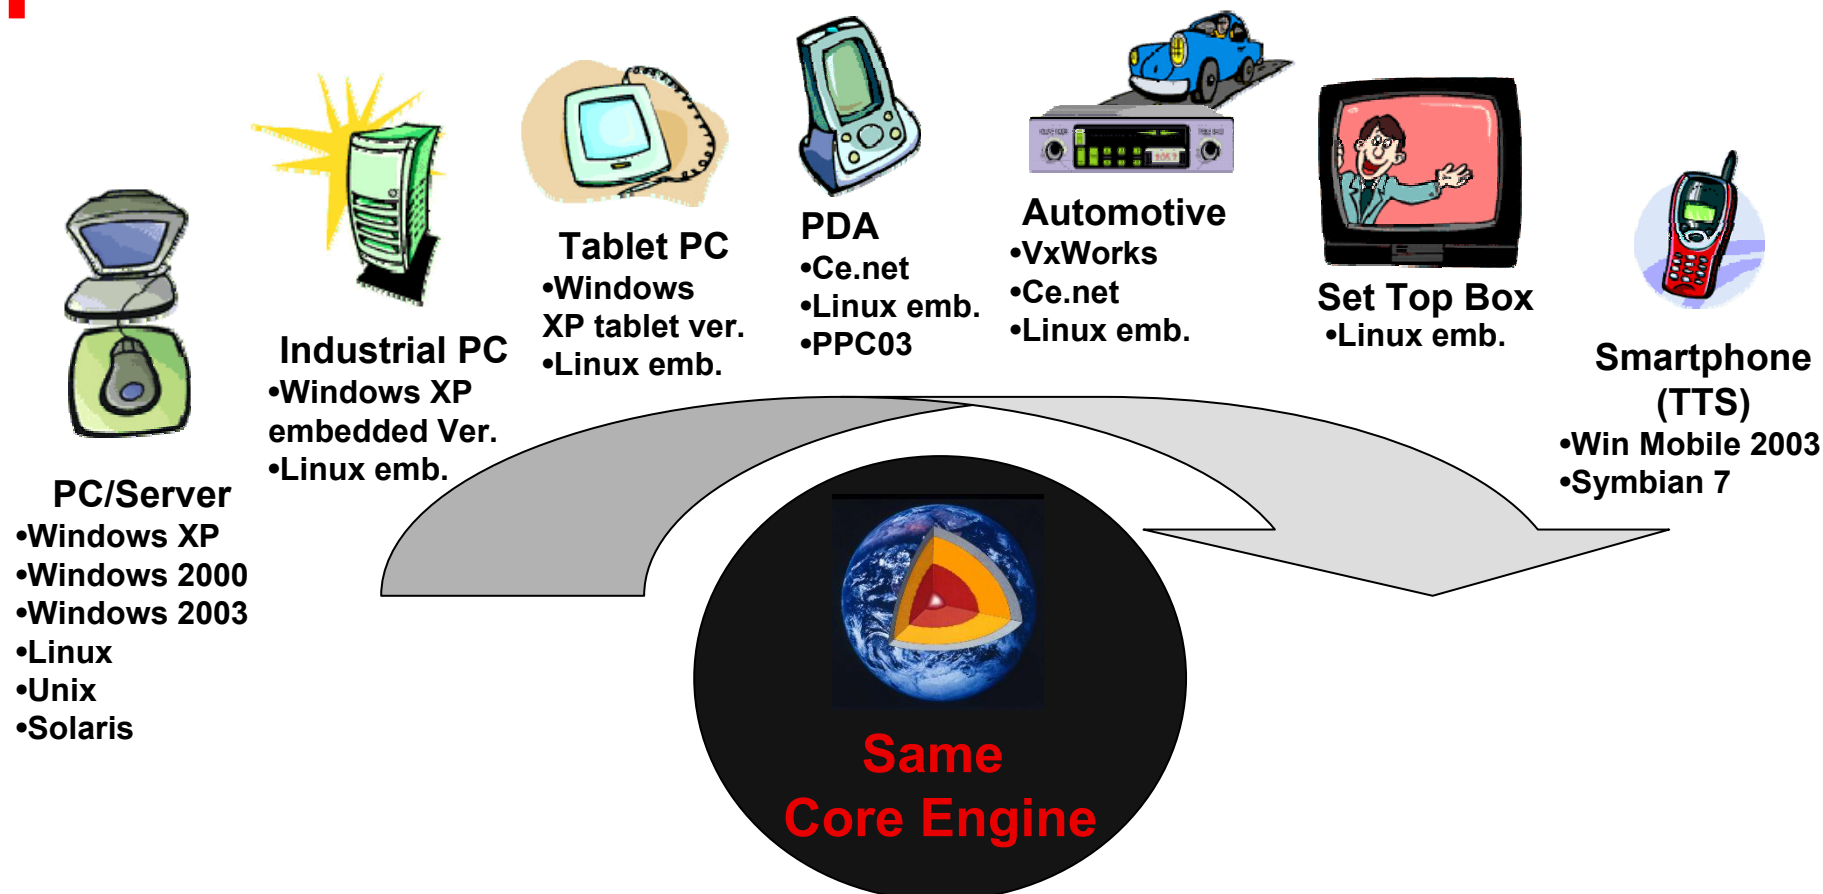 PC/Server
•Windows XP
•Windows 2000
•Windows 2003
•Linux
•Unix
•Solaris
Industrial PC
•Windows XP
embedded Ver.
•Linux emb.
Tablet PC
•Windows
XP tablet ver.
•Linux emb.
PDA
•Ce.net
•Linux emb.
•PPC03
Automotive
•VxWorks
•Ce.net
•Linux emb.
Set Top Box
•Linux emb.
Smartphone
(TTS)
•Win Mobile 2003
•Symbian 7
Same
Core Engine